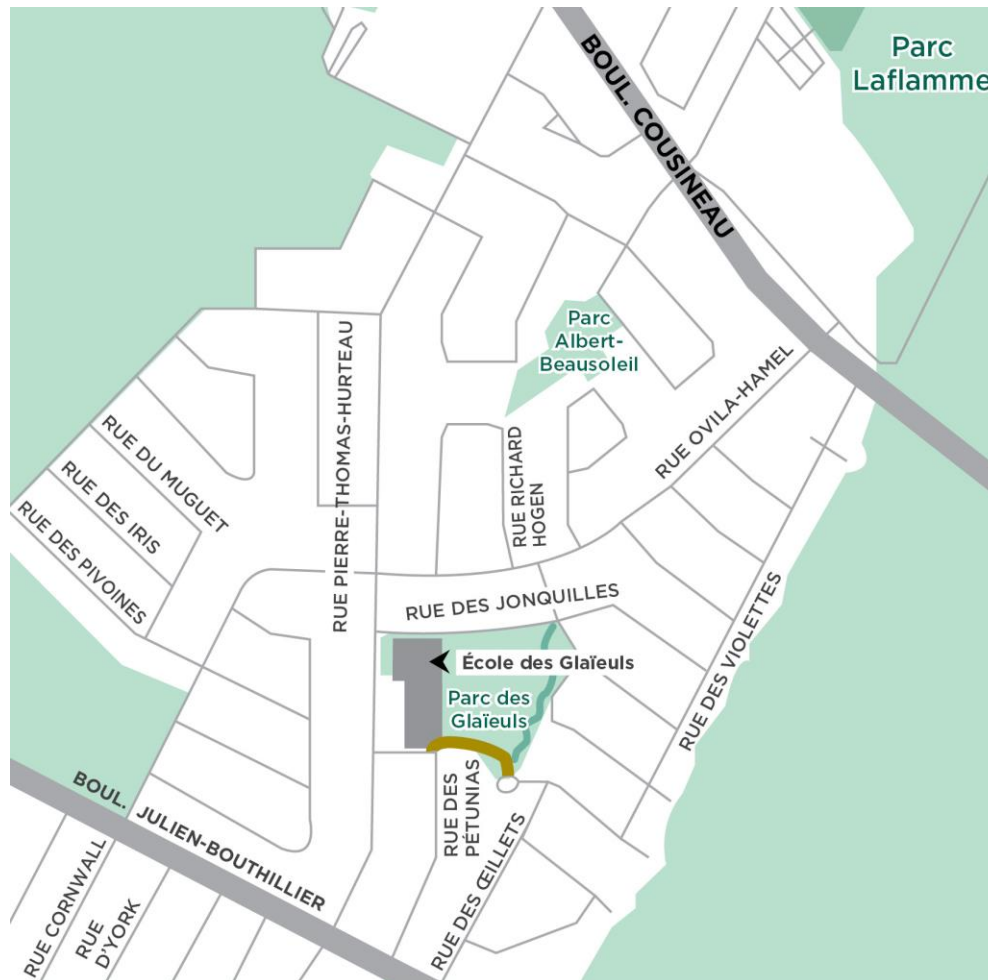 BOUL. COUSINEAU
Parc
Laflamme
Parc
Albert-
Beausoleil
RUE PIERRE-THOMAS-HURTEAU
RUE OVILA-HAMEL
RUE DU MUGUET
RUE DES IRIS
RUE DES PIVOINES
RUE RICHARD
HOGEN
RUE DES JONQUILLES
RUE DES VIOLETTES
École des Glaïeuls
Parc des
Glaïeuls
RUE DES
PÉTUNIAS
RUE DES ŒILLETS
BOUL. JULIEN-BOUTHILLIER
RUE CORNWALL
RUE
D'YORK